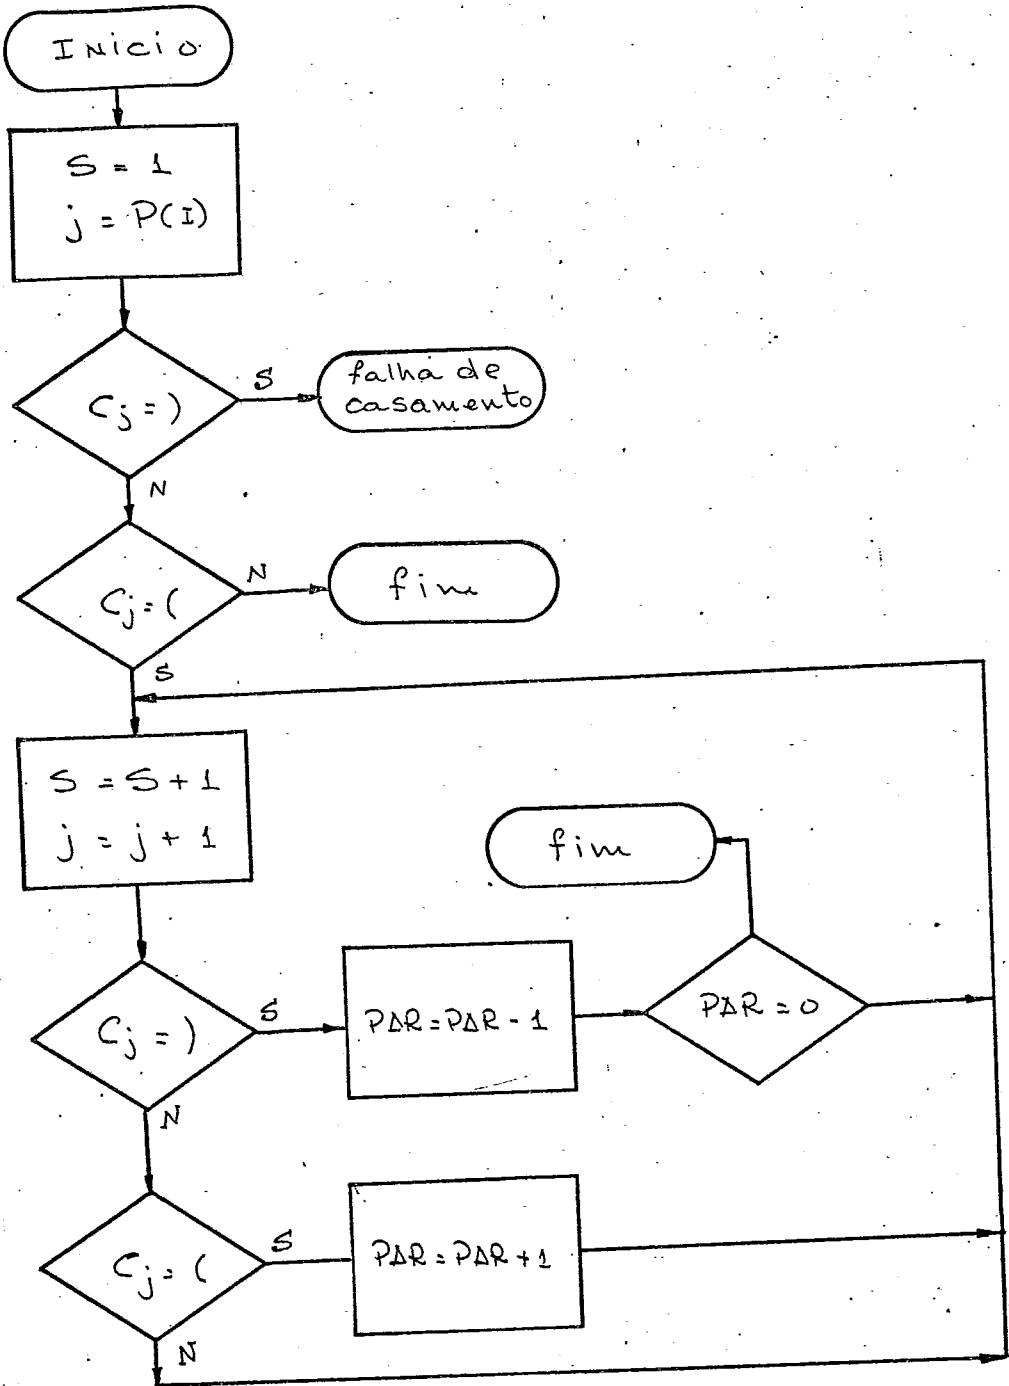 INicio
S = 1
j = P(I)
Cj = )
S
falha de
casamento
N
Cj = (
N
fim
S
S = S + 1
j = j + 1
fim
Cj = )
S
PAR = PAR - 1
PAR = 0
N
Cj = (
S
PAR = PAR + 1
N